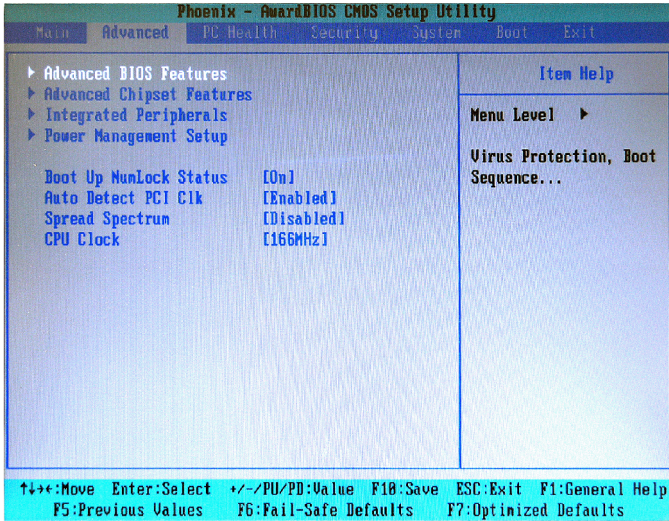 Phoenix - AwardBIOS CMOS Setup Utility
Main Advanced PC Health Security System Boot Exit
▶ Advanced BIOS Features
▶ Advanced Chipset Features
▶ Integrated Peripherals
▶ Power Management Setup
Boot Up NumLock Status [On]
Auto Detect PCI Clk [Enabled]
Spread Spectrum [Disabled]
CPU Clock [166MHz]
Item Help
Menu Level ▶
Virus Protection, Boot
Sequence...
↑↓→←:Move Enter:Select +/-/PU/PD:Value F10:Save ESC:Exit F1:General Help
F5:Previous Values F6:Fail-Safe Defaults F7:Optimized Defaults